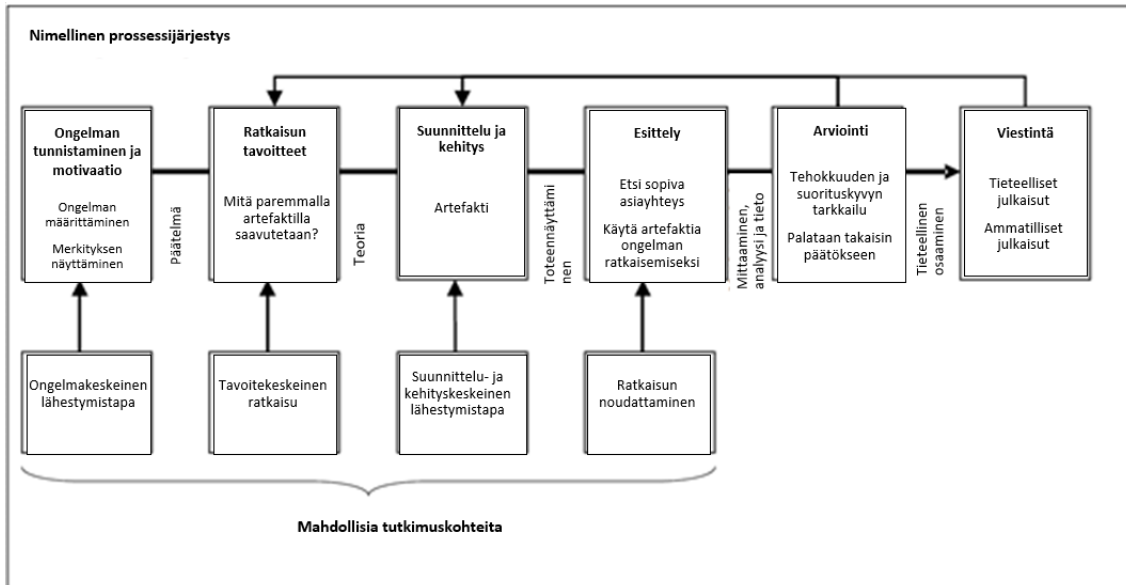 Nimellinen prossessijärjestys
Ongelman
tunnistaminen ja
motivaatio
Ongelman
määrittäminen
Merkityksen
näyttäminen
Päätelmä
Ratkaisun
tavoitteet
Mitä paremmalla
artefaktilla
saavutetaan?
Teoria
Suunnittelu ja
kehitys
Artefakti
Toteennäyttämi
nen
Esittely
Etsi sopiva
asiayhteys
Käytä artefaktia
ongelman
ratkaisemiseksi
Mittaaminen,
analyysi ja tieto
Arviointi
Tehokkuuden ja
suorituskyvyn
tarkkailu
Palataan takaisin
päätökseen
Tieteellinen
osaaminen
Viestintä
Tieteelliset
julkaisut
Ammatilliset
julkaisut
Ongelmakeskeinen
lähestymistapa
Tavoitekeskeinen
ratkaisu
Suunnittelu- ja
kehityskeskeinen
lähestymistapa
Ratkaisun
noudattaminen
Mahdollisia tutkimuskohteita